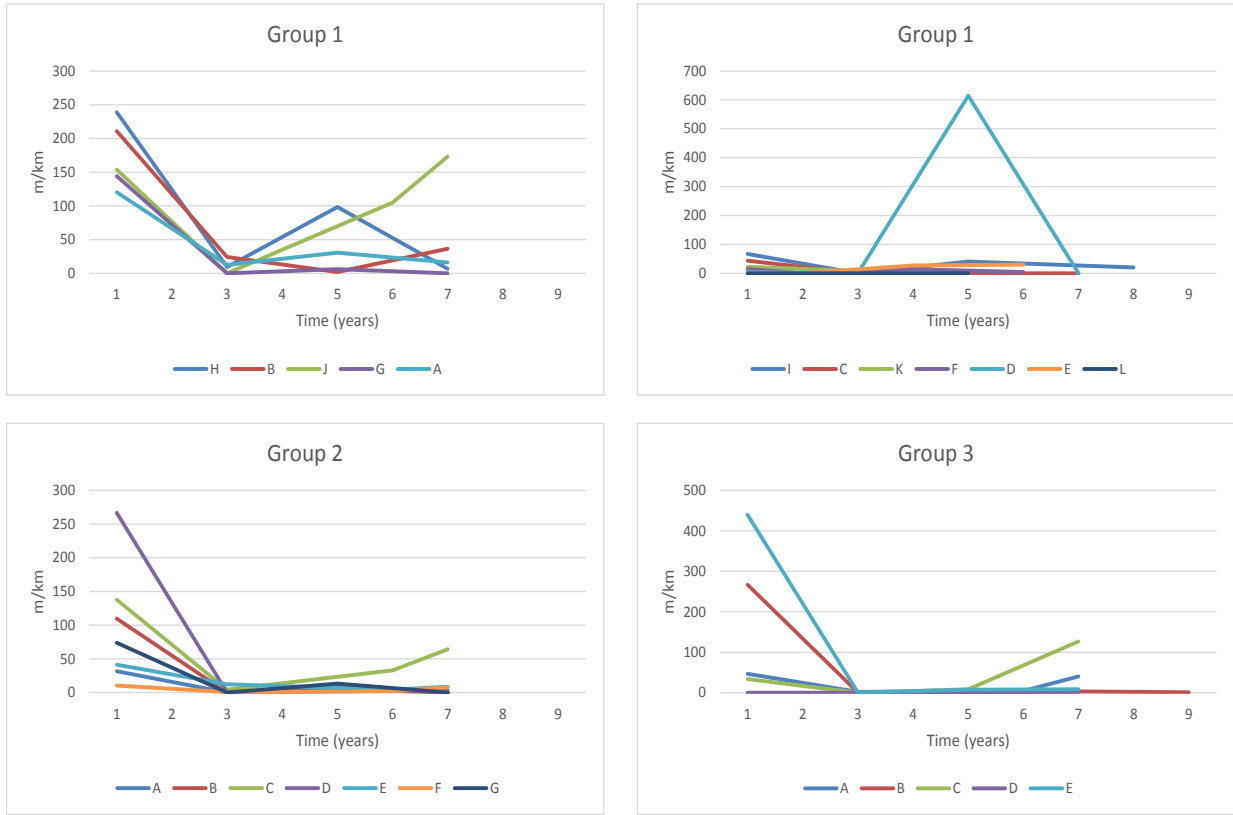 Group 1
300
250
200
150
100
50
0
m/km
1 2 3 4 5 6 7 8 9
Time (years)
H B J G A
Group 1
700
600
500
400
300
200
100
0
m/km
1 2 3 4 5 6 7 8 9
Time (years)
I C K F D E L
Group 2
300
250
200
150
100
50
0
m/km
1 2 3 4 5 6 7 8 9
Time (years)
A B C D E F G
Group 3
500
400
300
200
100
0
m/km
1 2 3 4 5 6 7 8 9
Time (years)
A B C D E